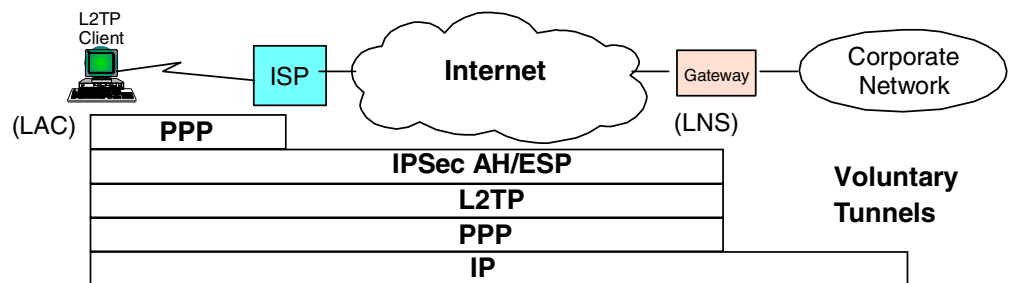 L2TP
Client
ISP
Internet
Gateway
Corporate
Network
(LAC)
(LNS)
PPP
IPSec AH/ESP
L2TP
PPP
IP
Voluntary
Tunnels